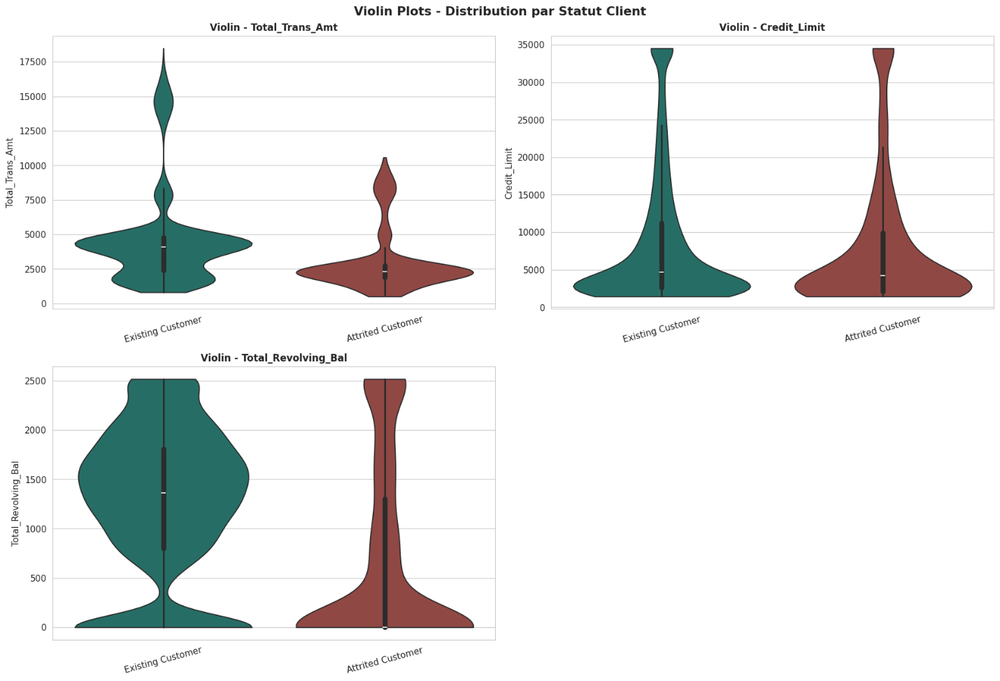 Violin Plots - Distribution par Statut Client
Violin - Total_Trans_Amt
Total_Trans_Amt
17500
15000
12500
10000
7500
5000
2500
0
Existing Customer
Attrited Customer
Violin - Credit_Limit
Credit_Limit
35000
30000
25000
20000
15000
10000
5000
0
Existing Customer
Attrited Customer
Violin - Total_Revolving_Bal
Total_Revolving_Bal
2500
2000
1500
1000
500
0
Existing Customer
Attrited Customer